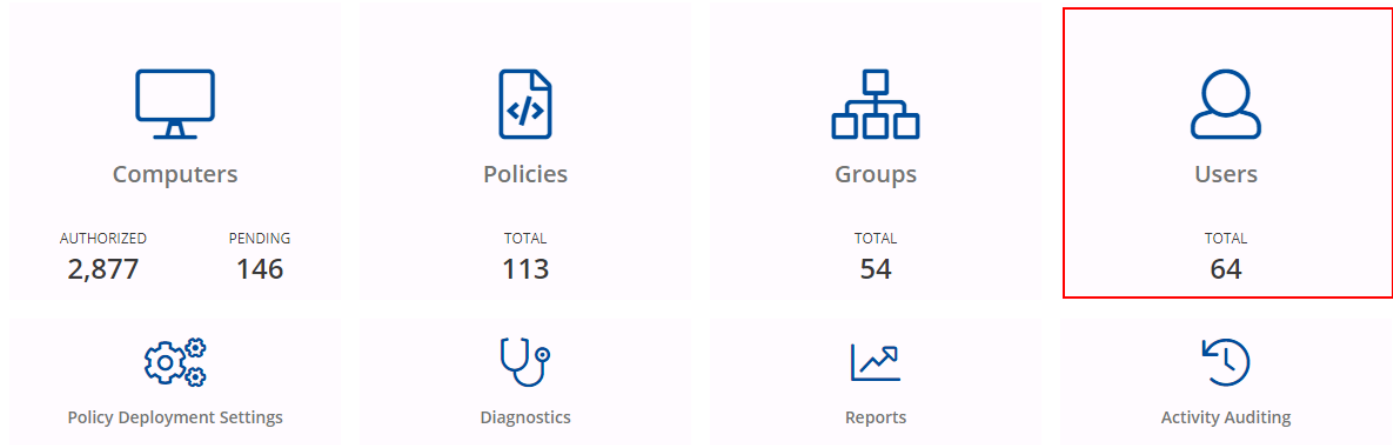 Computers
Policies
Groups
Users
AUTHORIZED PENDING TOTAL TOTAL TOTAL
2,877 146 113 54 64
Policy Deployment Settings
Diagnostics
Reports
Activity Auditing